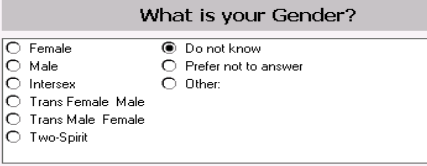 What is your Gender?
Female
Male
Intersex
Trans Female Male
Trans Male Female
Two-Spirit
Do not know
Prefer not to answer
Other: